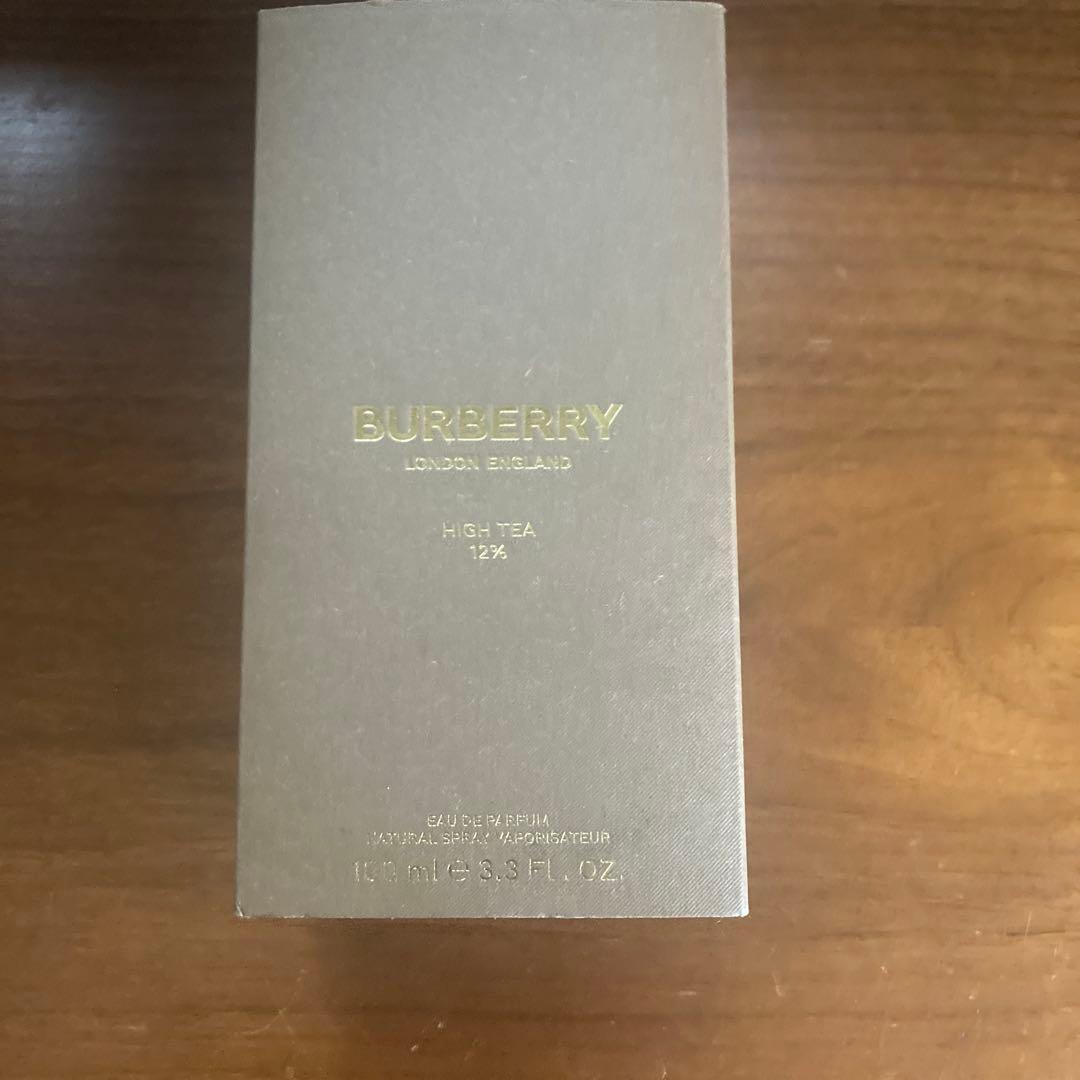 BURBERRY
LONDON ENGLAND
HIGH TEA
12%
EAU DE PARFUM
NATURAL SPRAY VAPORISATEUR
100 ml ℮ 3.3 FL. OZ.